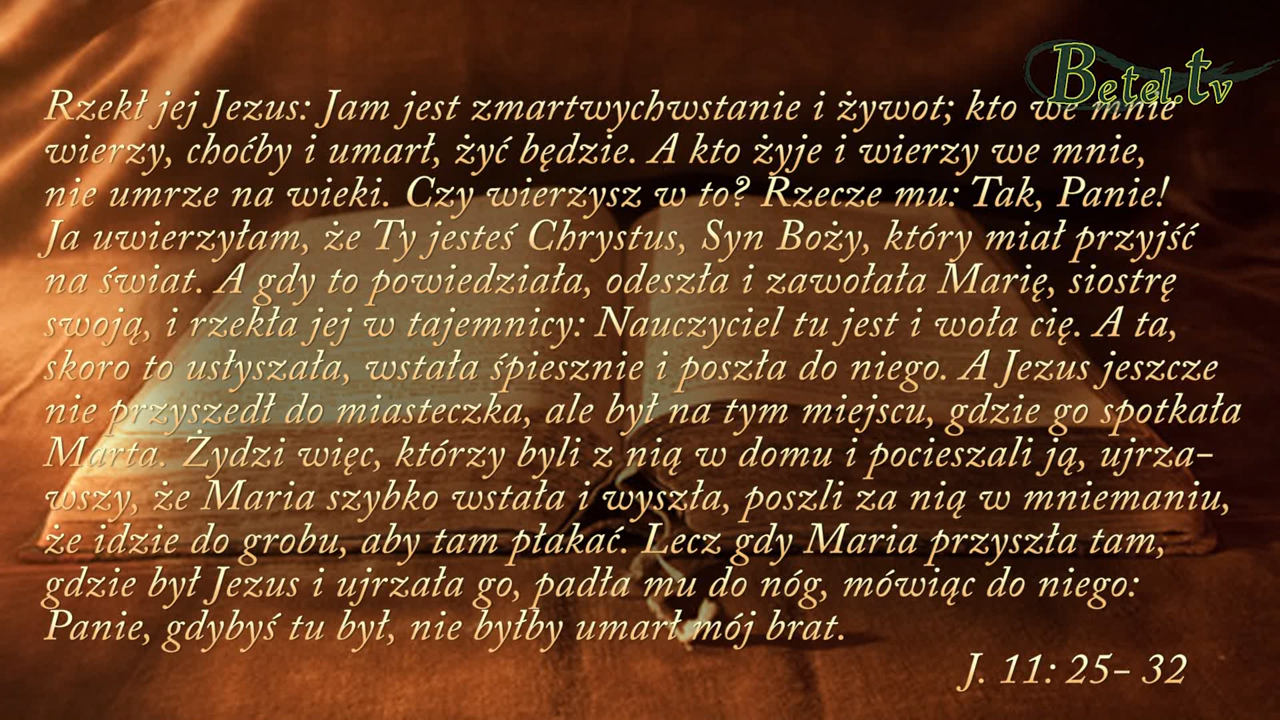 Betel.tv
Rzekł jej Jezus: Jam jest zmartwychwstanie i żywot; kto we mnie
wierzy, choćby i umarł, żyć będzie. A kto żyje i wierzy we mnie,
nie umrze na wieki. Czy wierzysz w to? Rzecze mu: Tak, Panie!
Ja uwierzyłam, że Ty jesteś Chrystus, Syn Boży, który miał przyjść
na świat. A gdy to powiedziała, odeszła i zawołała Marię, siostrę
swoją, i rzekła jej w tajemnicy: Nauczyciel tu jest i woła cię. A ta,
skoro to usłyszała, wstała śpiesznie i poszła do niego. A Jezus jeszcze
nie przyszedł do miasteczka, ale był na tym miejscu, gdzie go spotkała
Marta. Żydzi więc, którzy byli z nią w domu i pocieszali ją, ujrza-
wszy, że Maria szybko wstała i wyszła, poszli za nią w mniemaniu,
że idzie do grobu, aby tam płakać. Lecz gdy Maria przyszła tam,
gdzie był Jezus i ujrzała go, padła mu do nóg, mówiąc do niego:
Panie, gdybyś tu był, nie byłby umarł mój brat.
J. 11: 25- 32